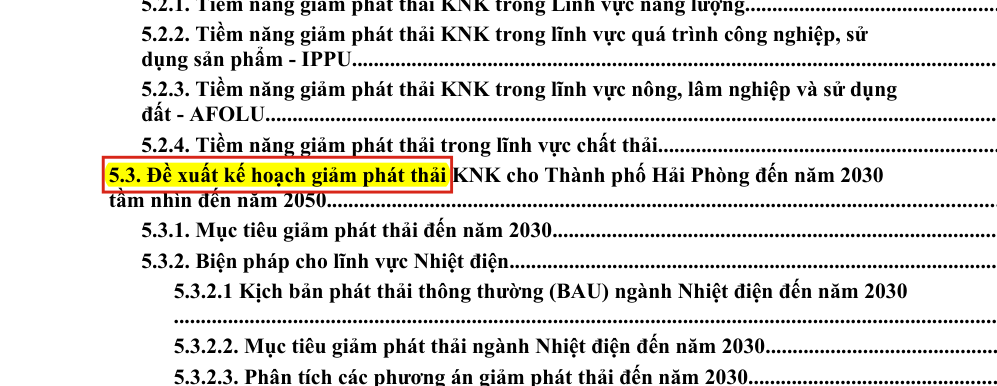 5.2.1. Tiềm năng giảm phát thải KNK trong Lĩnh vực năng lượng....................................................
5.2.2. Tiềm năng giảm phát thải KNK trong lĩnh vực quá trình công nghiệp, sử
dụng sản phẩm - IPPU....................................................
5.2.3. Tiềm năng giảm phát thải KNK trong lĩnh vực nông, lâm nghiệp và sử dụng
đất - AFOLU....................................................
5.2.4. Tiềm năng giảm phát thải trong lĩnh vực chất thải....................................................
5.3. Đề xuất kế hoạch giảm phát thải KNK cho Thành phố Hải Phòng đến năm 2030
tầm nhìn đến năm 2050....................................................
5.3.1. Mục tiêu giảm phát thải đến năm 2030....................................................
5.3.2. Biện pháp cho lĩnh vực Nhiệt điện....................................................
5.3.2.1 Kịch bản phát thải thông thường (BAU) ngành Nhiệt điện đến năm 2030
....................................................
5.3.2.2. Mục tiêu giảm phát thải ngành Nhiệt điện đến năm 2030....................................................
5.3.2.3. Phân tích các phương án giảm phát thải đến năm 2030....................................................